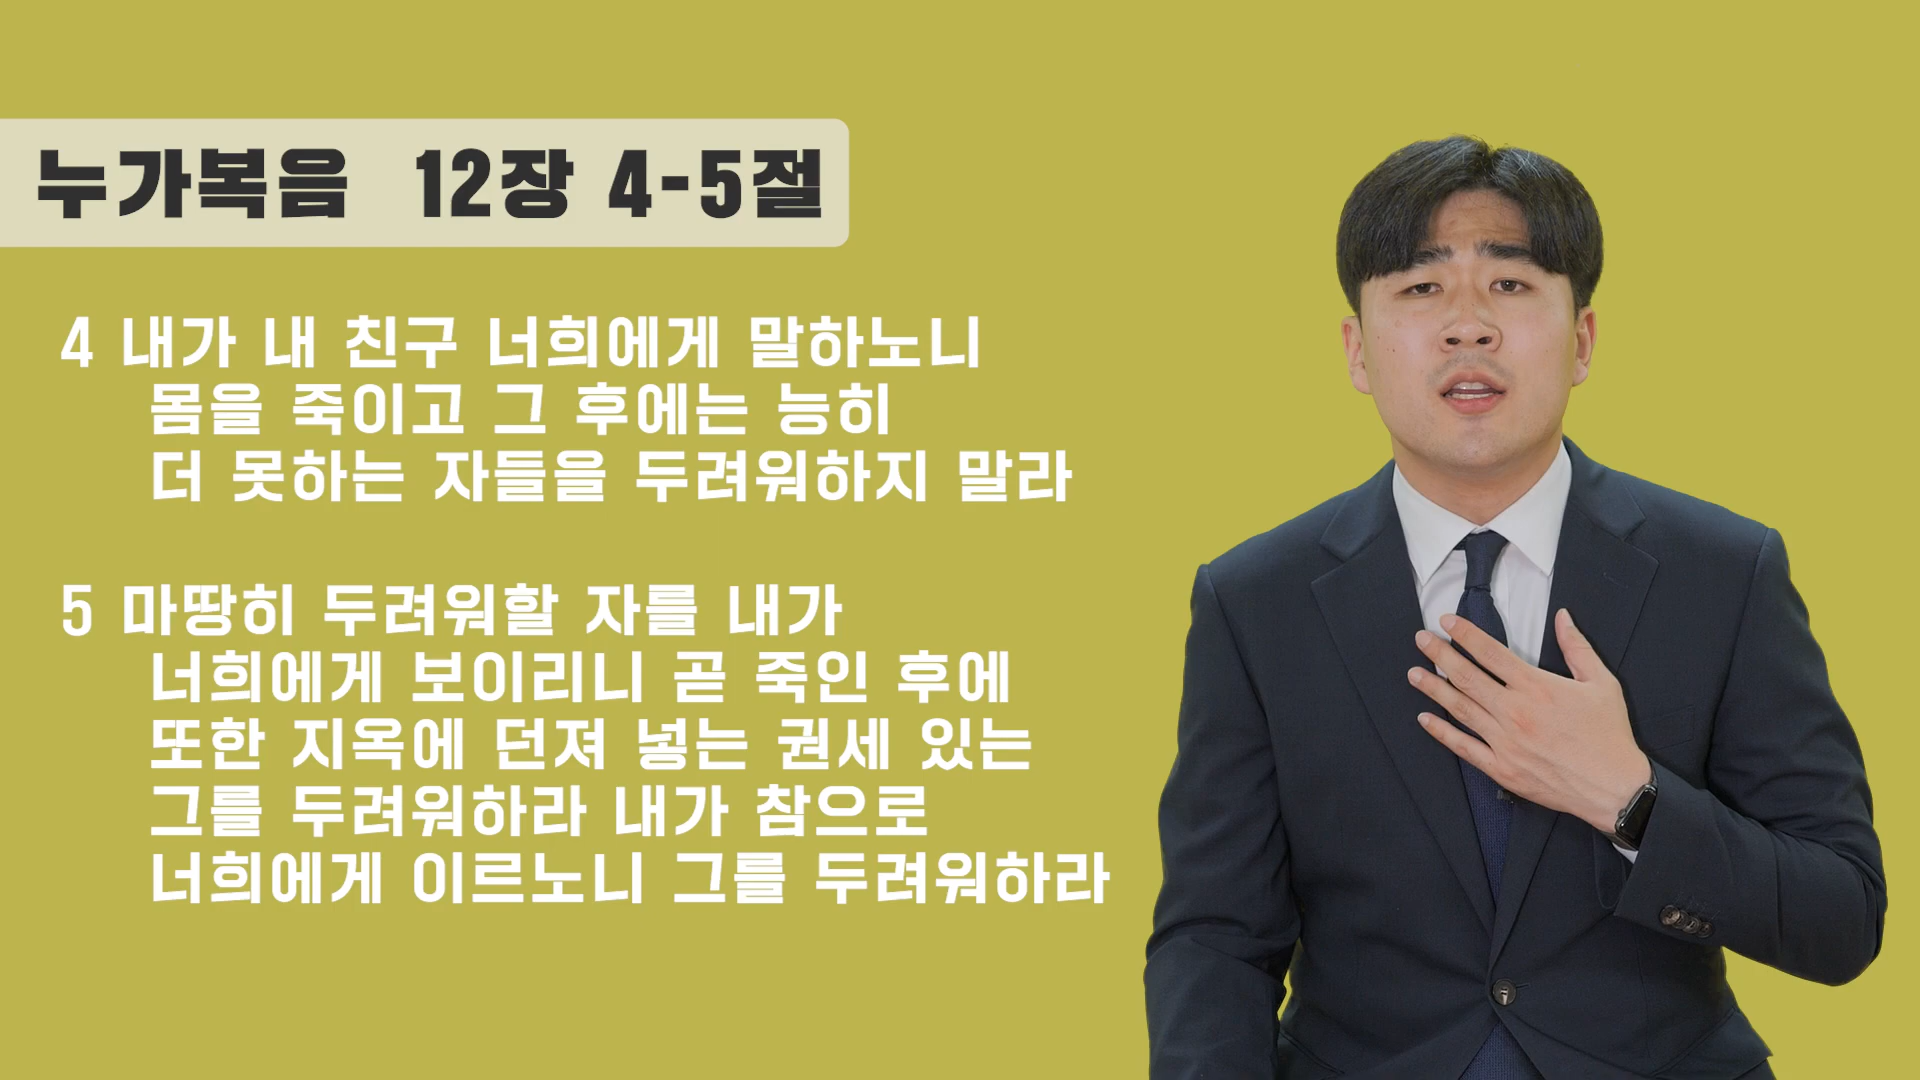 누가복음 12장 4-5절
4 내가 내 친구 너희에게 말하노니
몸을 죽이고 그 후에는 능히
더 못하는 자들을 두려워하지 말라
5 마땅히 두려워할 자를 내가
너희에게 보이리니 곧 죽인 후에
또한 지옥에 던져 넣는 권세 있는
그를 두려워하라 내가 참으로
너희에게 이르노니 그를 두려워하라